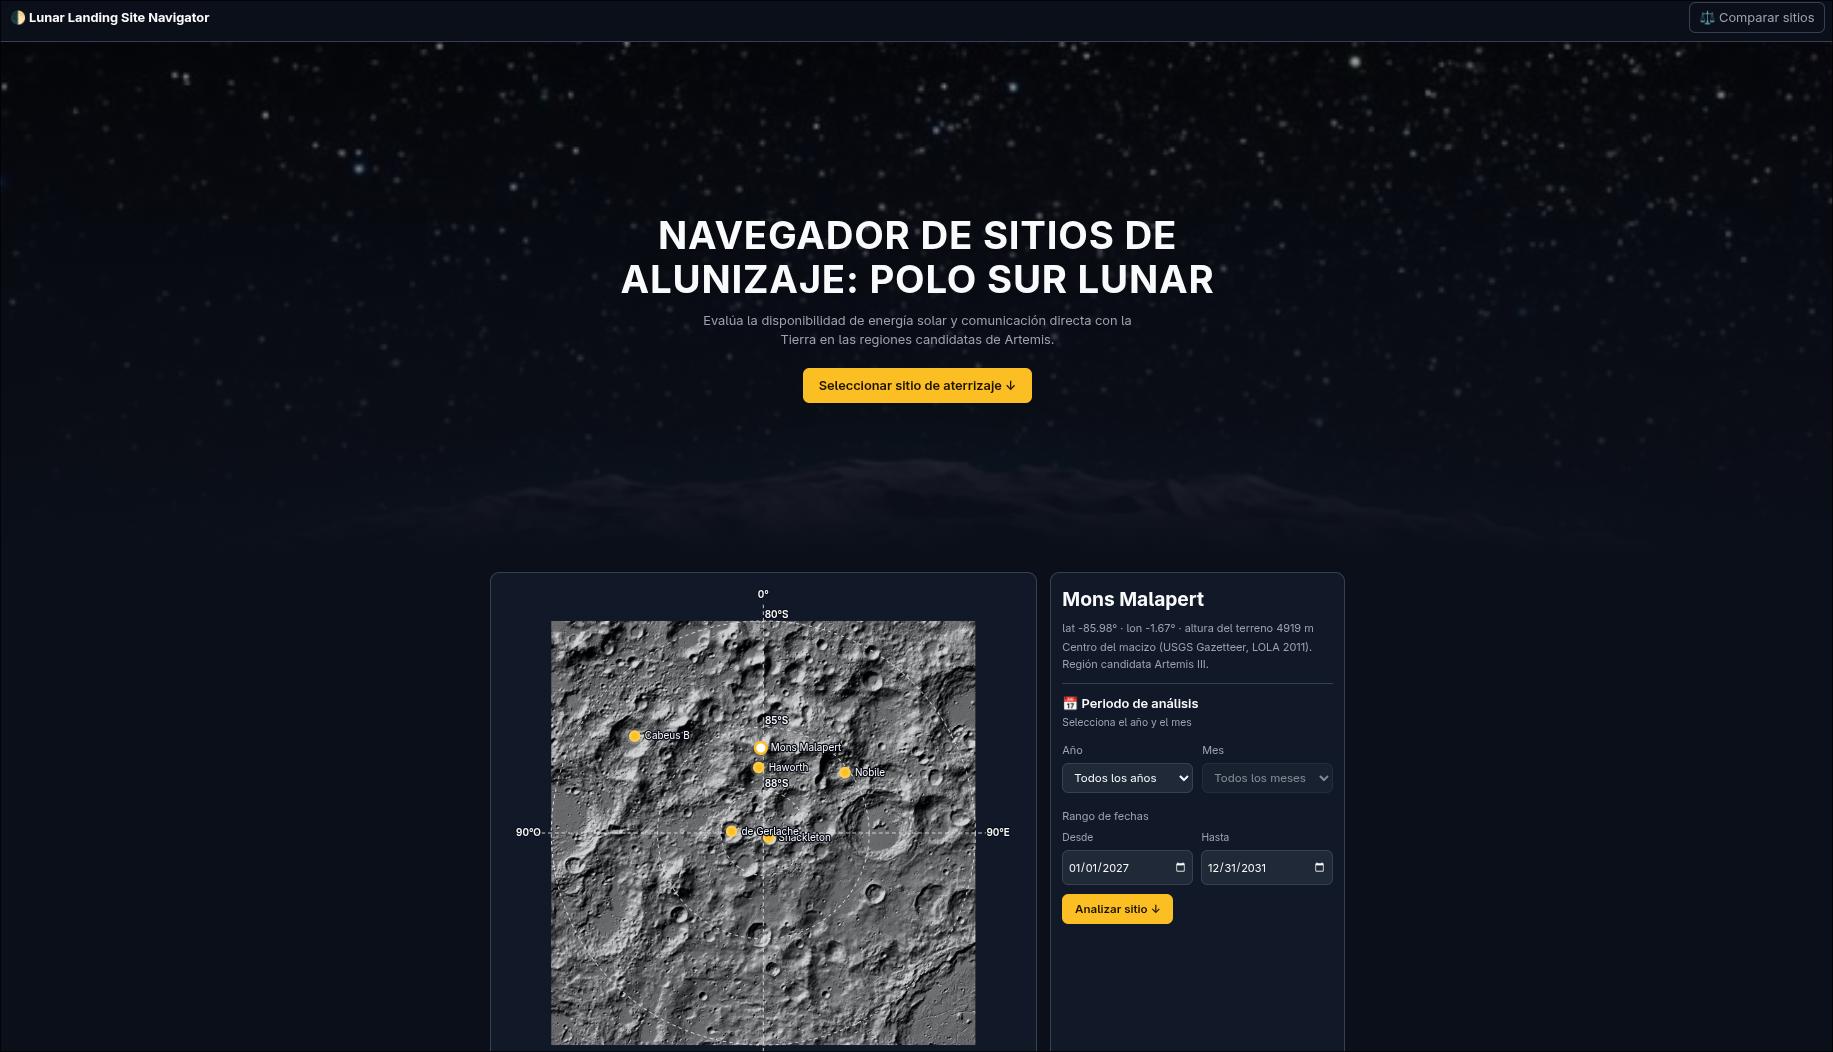 Lunar Landing Site Navigator
Comparar sitios
NAVEGADOR DE SITIOS DE
ALUNIZAJE: POLO SUR LUNAR
Evalúa la disponibilidad de energía solar y comunicación directa con la
Tierra en las regiones candidatas de Artemis.
Seleccionar sitio de aterrizaje ↓
0°
80°S
85°S
Cabeus B
Mons Malapert
Haworth
Nobile
88°S
90°O
de Gerlache
Shackleton
90°E
Mons Malapert
lat -85.98° · lon -1.67° · altura del terreno 4919 m
Centro del macizo (USGS Gazetteer, LOLA 2011).
Región candidata Artemis III.
Periodo de análisis
Selecciona el año y el mes
Año
Mes
Todos los años
Todos los meses
Rango de fechas
Desde
Hasta
01/01/2027
12/31/2031
Analizar sitio ↓